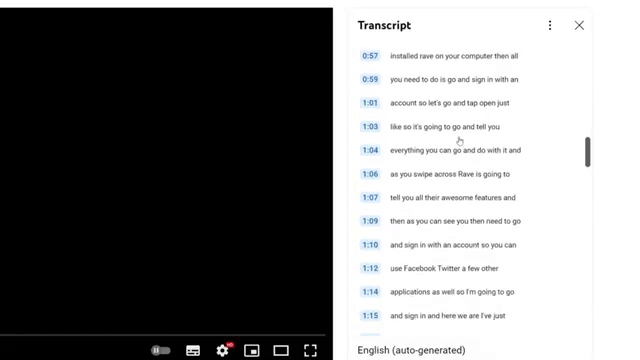 Transcript
0:57 installed rave on your computer then all
0:59 you need to do is go and sign in with an
1:01 account so let's go and tap open just
1:03 like so it's going to go and tell you
1:04 everything you can go and do with it and
1:06 as you swipe across Rave is going to
1:07 tell you all their awesome features and
1:09 then as you can see you then need to go
1:10 and sign in with an account so you can
1:12 use Facebook Twitter a few other
1:14 applications as well so I'm going to go
1:15 and sign in and here we are I've just
HD
English (auto-generated)